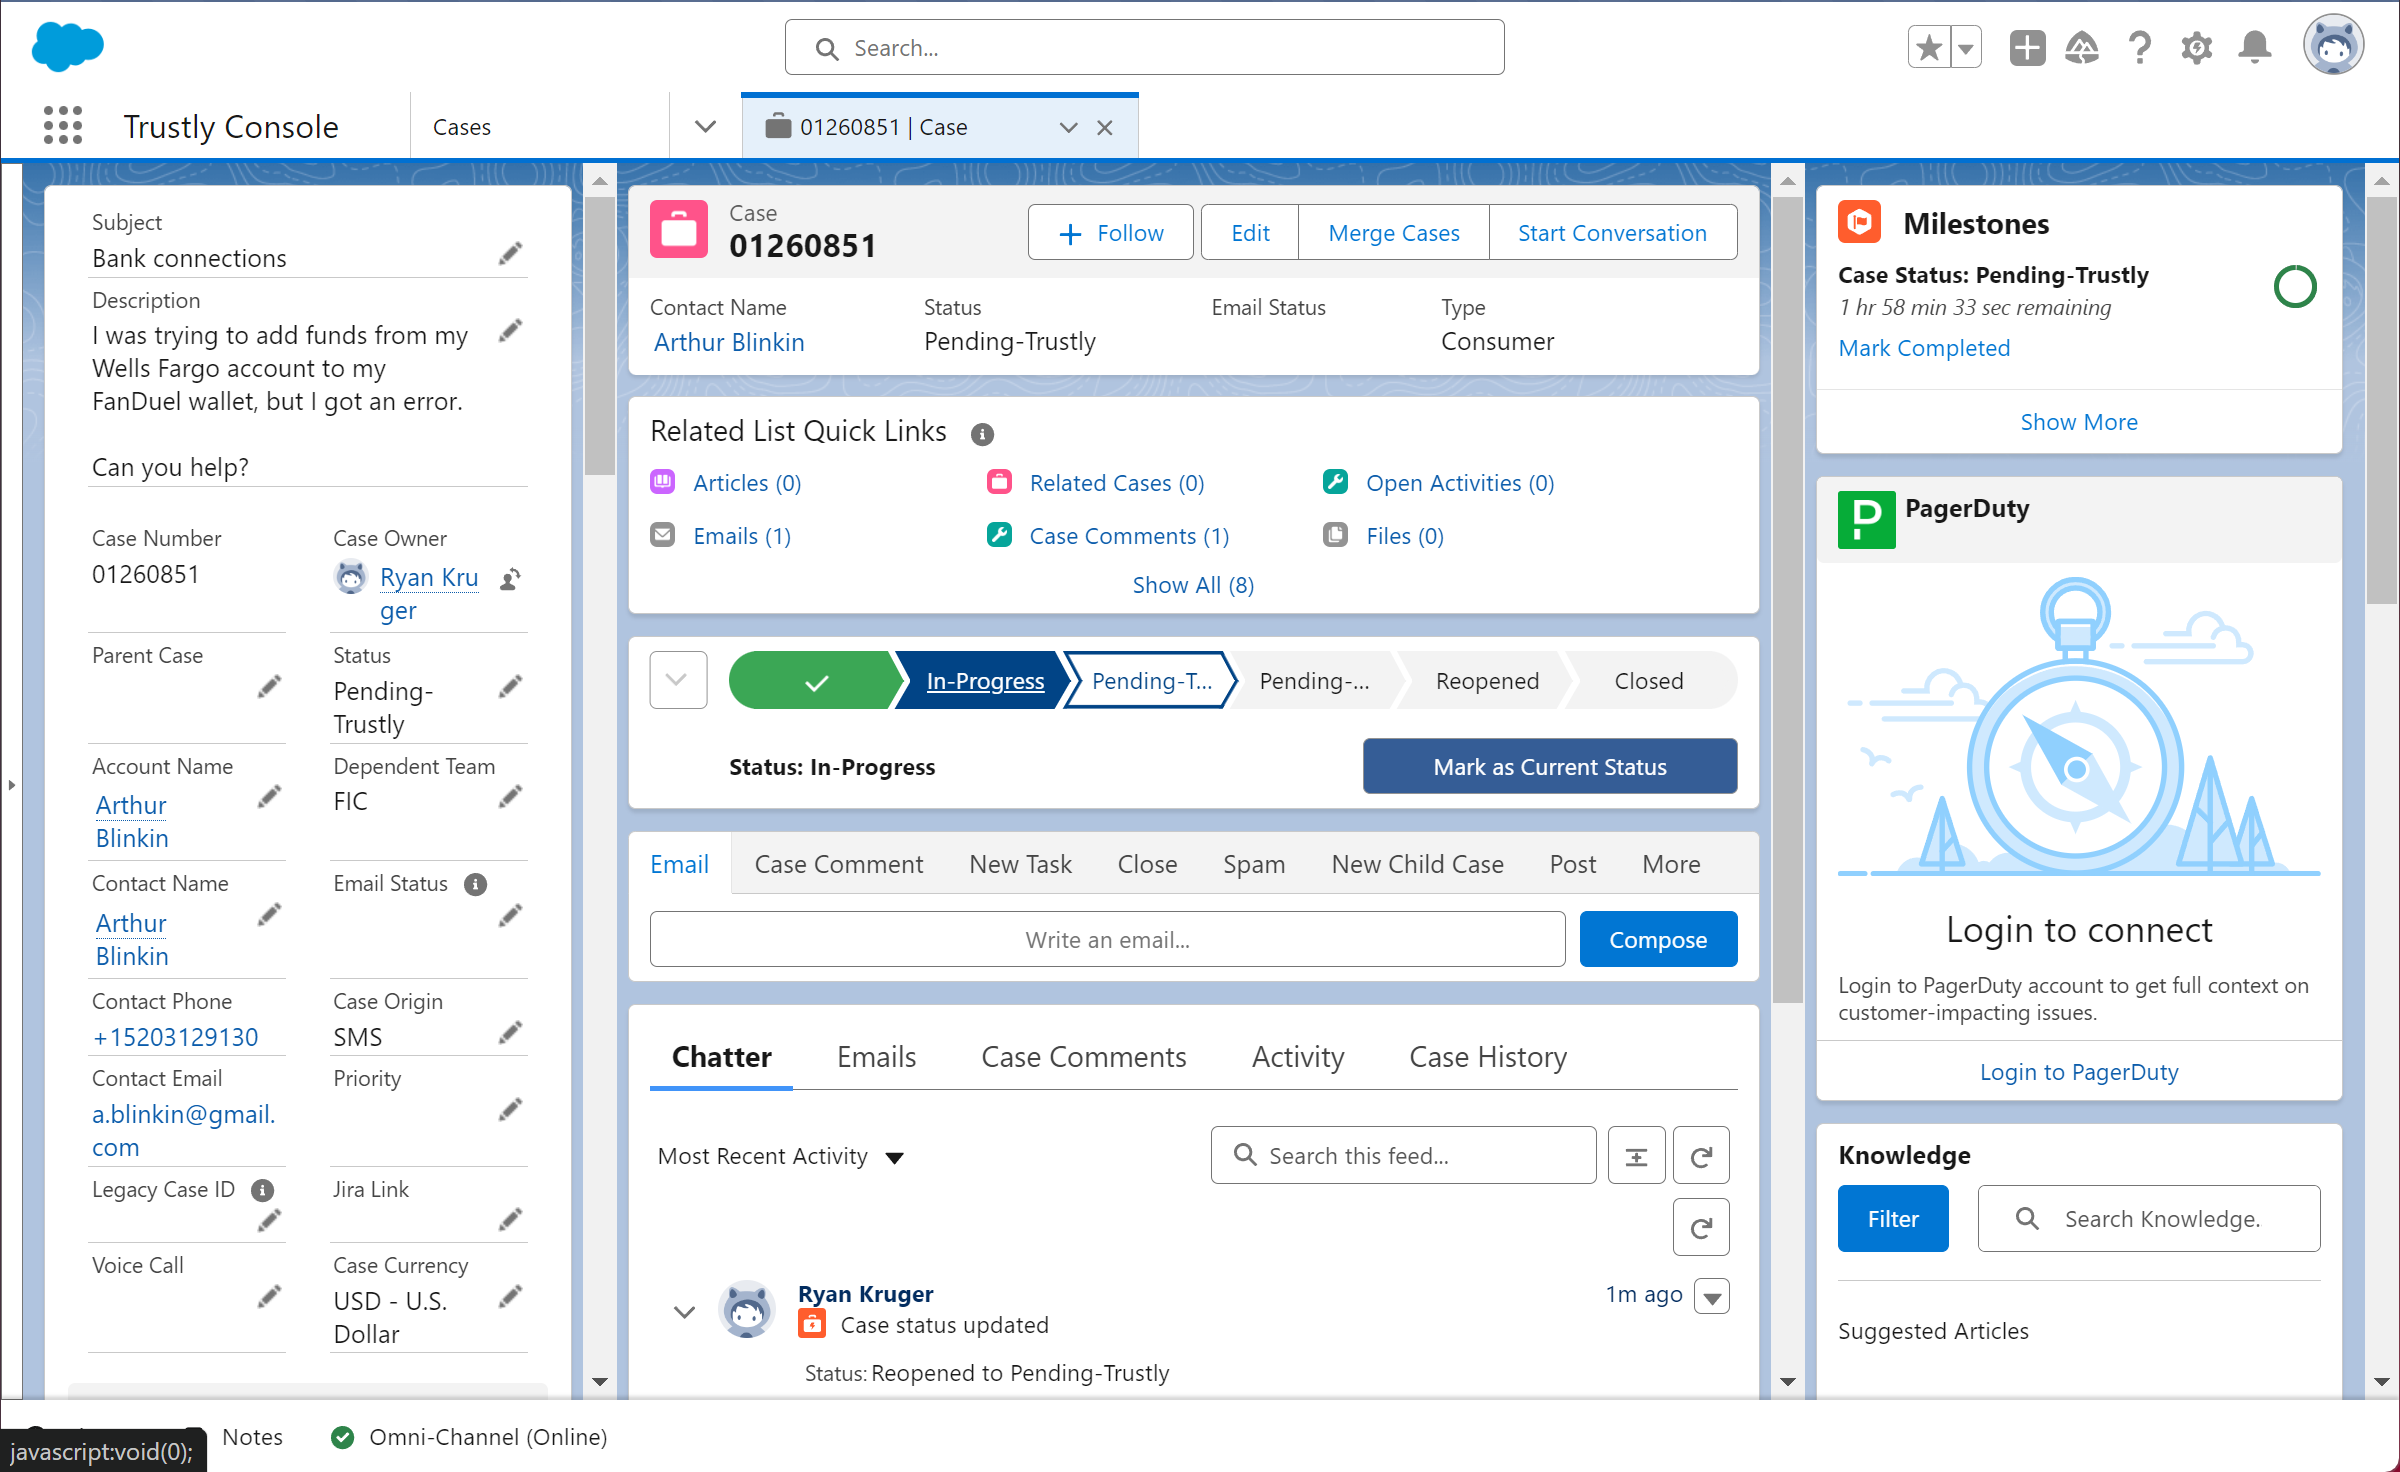 Search...
Trustly Console
Cases
01260851 | Case
Subject
Bank connections
Description
I was trying to add funds from my
Wells Fargo account to my
FanDuel wallet, but I got an error.
Can you help?
Case Number
01260851
Case Owner
Ryan Kru
ger
Parent Case
Status
Pending-
Trustly
Account Name
Arthur
Blinkin
Dependent Team
FIC
Contact Name
Arthur
Blinkin
Email Status
Contact Phone
+15203129130
Case Origin
SMS
Contact Email
a.blinkin@gmail.
com
Priority
Legacy Case ID
Jira Link
Voice Call
Case Currency
USD - U.S.
Dollar
Case
01260851
Follow
Edit
Merge Cases
Start Conversation
Contact Name
Arthur Blinkin
Status
Pending-Trustly
Email Status
Type
Consumer
Related List Quick Links
Articles (0)
Related Cases (0)
Open Activities (0)
Emails (1)
Case Comments (1)
Files (0)
Show All (8)
In-Progress
Pending-T...
Pending-...
Reopened
Closed
Status: In-Progress
Mark as Current Status
Email
Case Comment
New Task
Close
Spam
New Child Case
Post
More
Write an email...
Compose
Chatter
Emails
Case Comments
Activity
Case History
Most Recent Activity
Search this feed...
Ryan Kruger
1m ago
Case status updated
Status: Reopened to Pending-Trustly
Milestones
Case Status: Pending-Trustly
1 hr 58 min 33 sec remaining
Mark Completed
Show More
PagerDuty
Login to connect
Login to PagerDuty account to get full context on
customer-impacting issues.
Login to PagerDuty
Knowledge
Filter
Search Knowledge.
Suggested Articles
javascript:void(0);
Notes
Omni-Channel (Online)